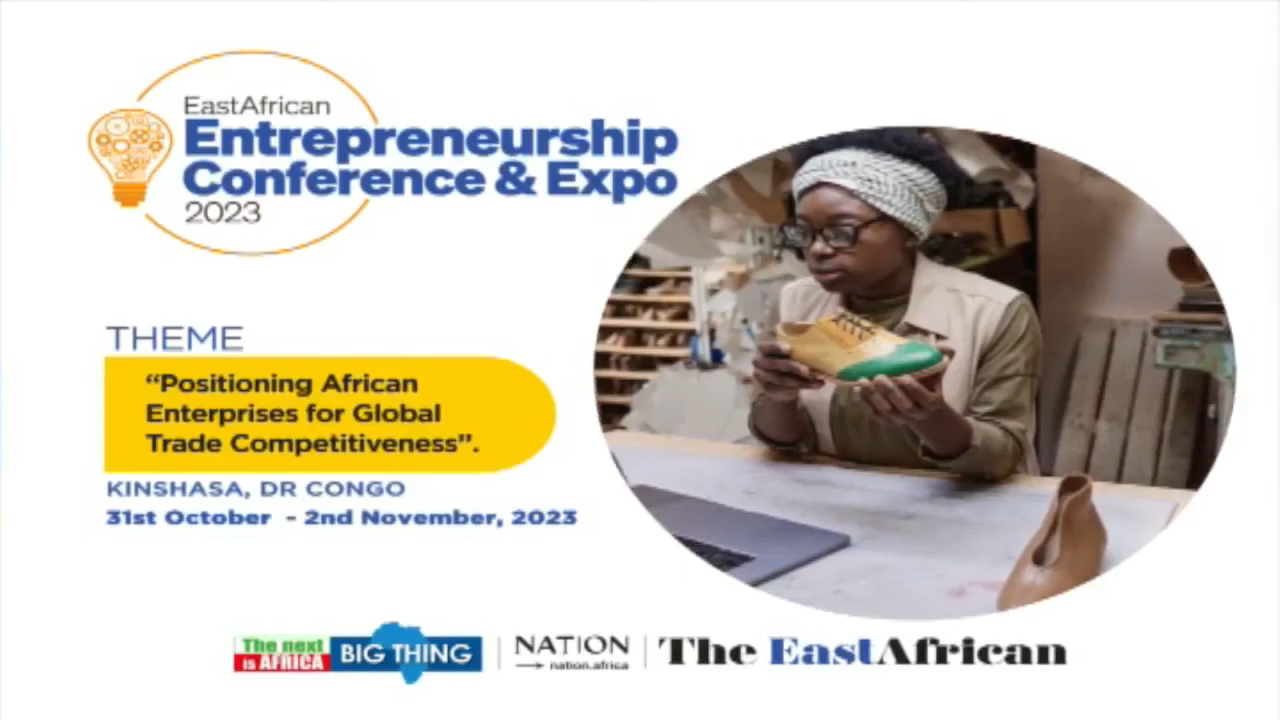 EastAfrican
Entrepreneurship
Conference & Expo
2023
THEME
“Positioning African
Enterprises for Global
Trade Competitiveness”.
KINSHASA, DR CONGO
31st October - 2nd November, 2023
The next
is AFRICA
BIG THING
NATION
nation.africa
The EastAfrican